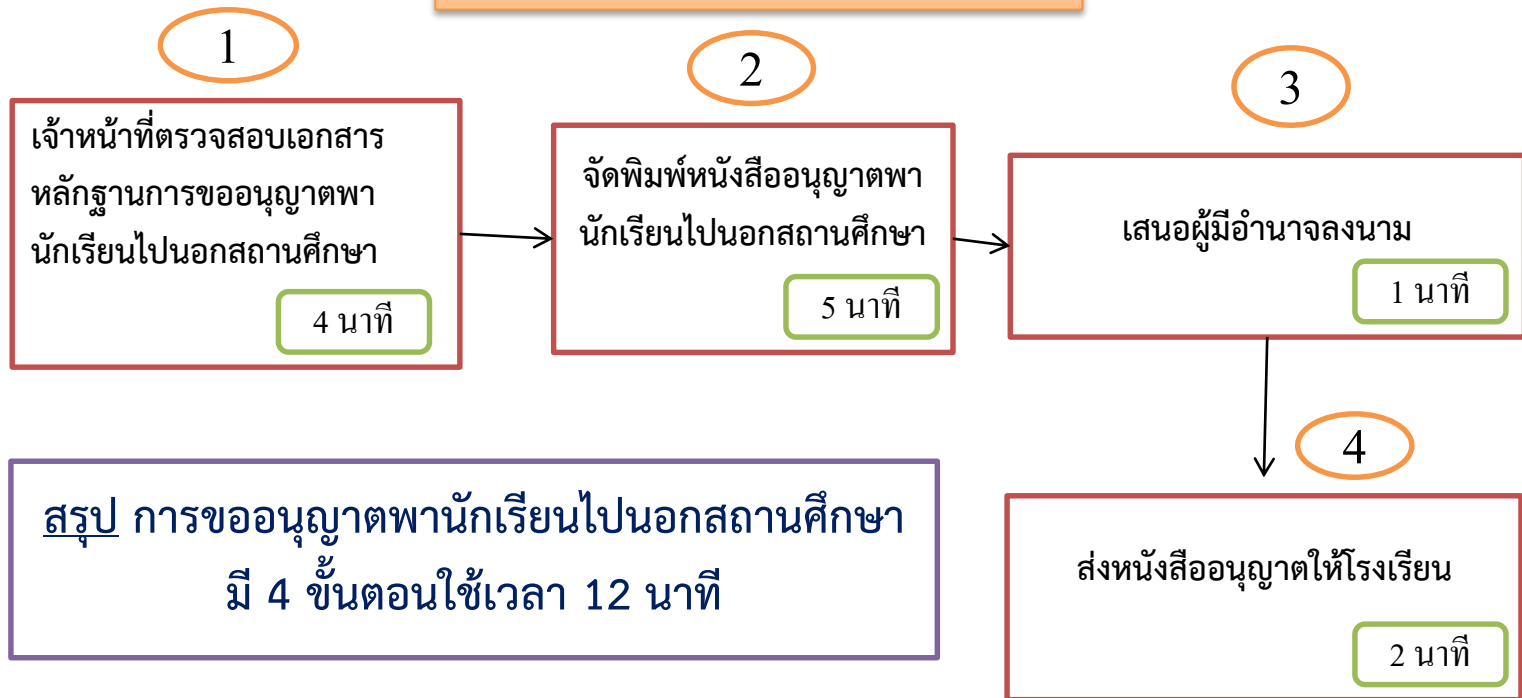 1
เจ้าหน้าที่ตรวจสอบเอกสาร
หลักฐานการขออนุญาตพา
นักเรียนไปนอกสถานศึกษา
4 นาที
2
จัดพิมพ์หนังสืออนุญาตพา
นักเรียนไปนอกสถานศึกษา
5 นาที
3
เสนอผู้มีอำนาจลงนาม
1 นาที
4
ส่งหนังสืออนุญาตให้โรงเรียน
2 นาที
สรุป การขออนุญาตพานักเรียนไปนอกสถานศึกษา
มี 4 ขั้นตอนใช้เวลา 12 นาที